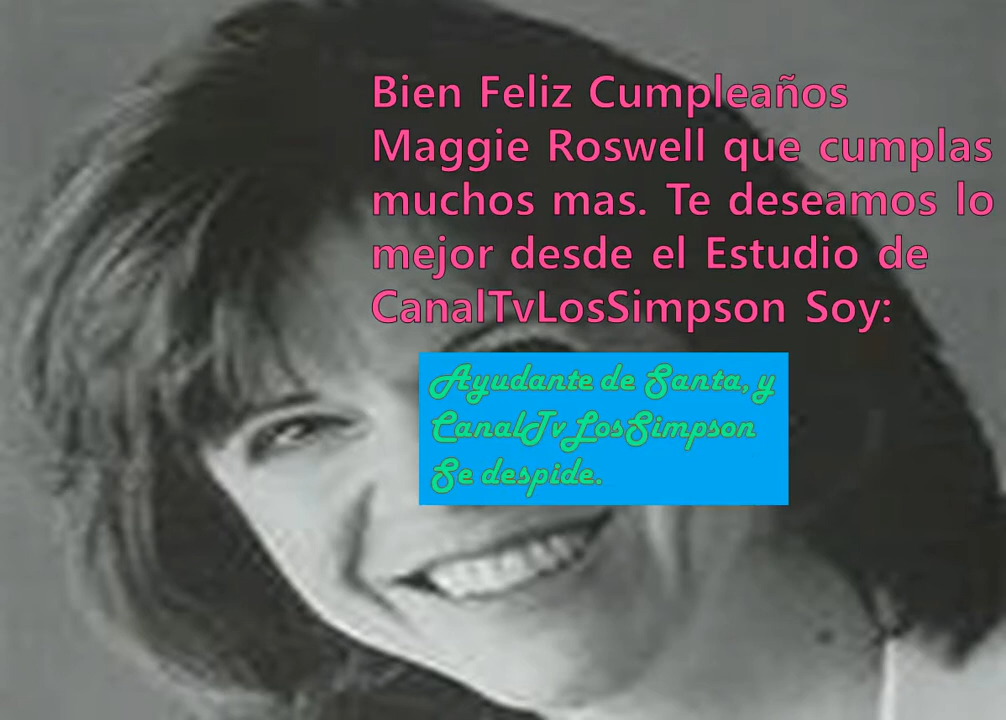 Bien Feliz Cumpleaños
Maggie Roswell que cumplas
muchos mas. Te deseamos lo
mejor desde el Estudio de
CanalTvLosSimpson Soy:
Ayudante de Santa, y
CanalTvLosSimpson
Se despide.